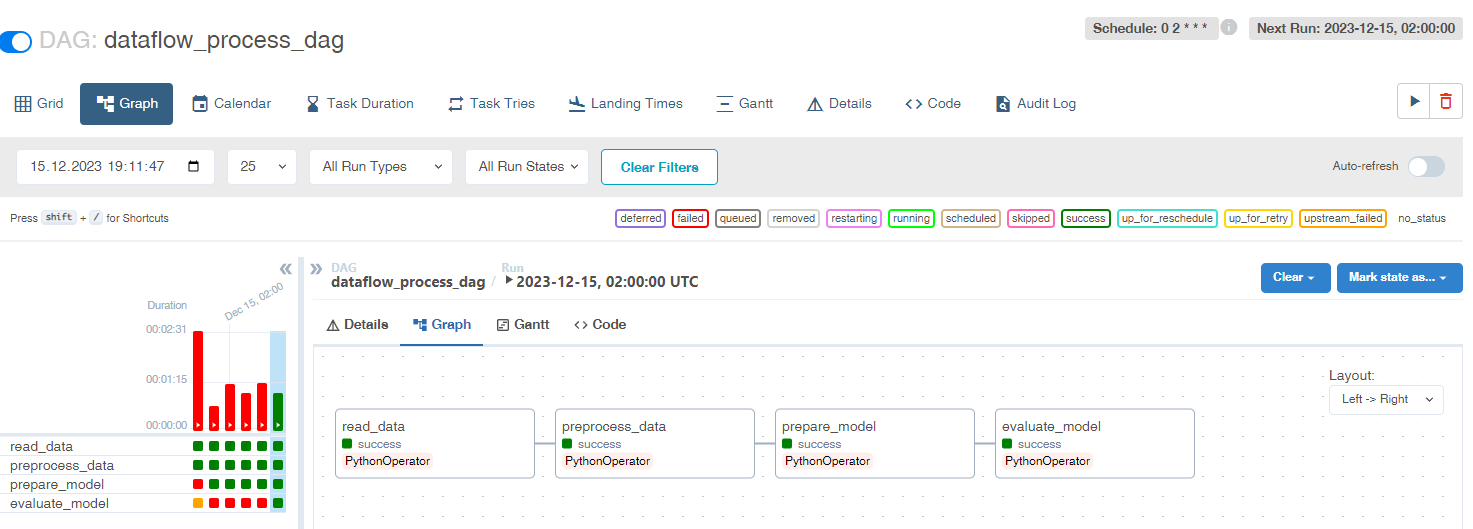 DAG: dataflow_process_dag
Schedule: 0 2 * * *
Next Run: 2023-12-15, 02:00:00
Grid
Graph
Calendar
Task Duration
Task Tries
Landing Times
Gantt
Details
<> Code
Audit Log
15.12.2023 19:11:47
25
All Run Types
All Run States
Clear Filters
Auto-refresh
Press shift + / for Shortcuts
deferred
failed
queued
removed
restarting
running
scheduled
skipped
success
up_for_reschedule
up_for_retry
upstream_failed
no_status
Duration
Dec 15, 02:00
00:02:31
00:01:15
00:00:00
read_data
preprocess_data
prepare_model
evaluate_model
DAG
dataflow_process_dag
/
Run
2023-12-15, 02:00:00 UTC
Clear
Mark state as...
Details
Graph
Gantt
<> Code
Layout:
Left -> Right
read_data
success
PythonOperator
preprocess_data
success
PythonOperator
prepare_model
success
PythonOperator
evaluate_model
success
PythonOperator